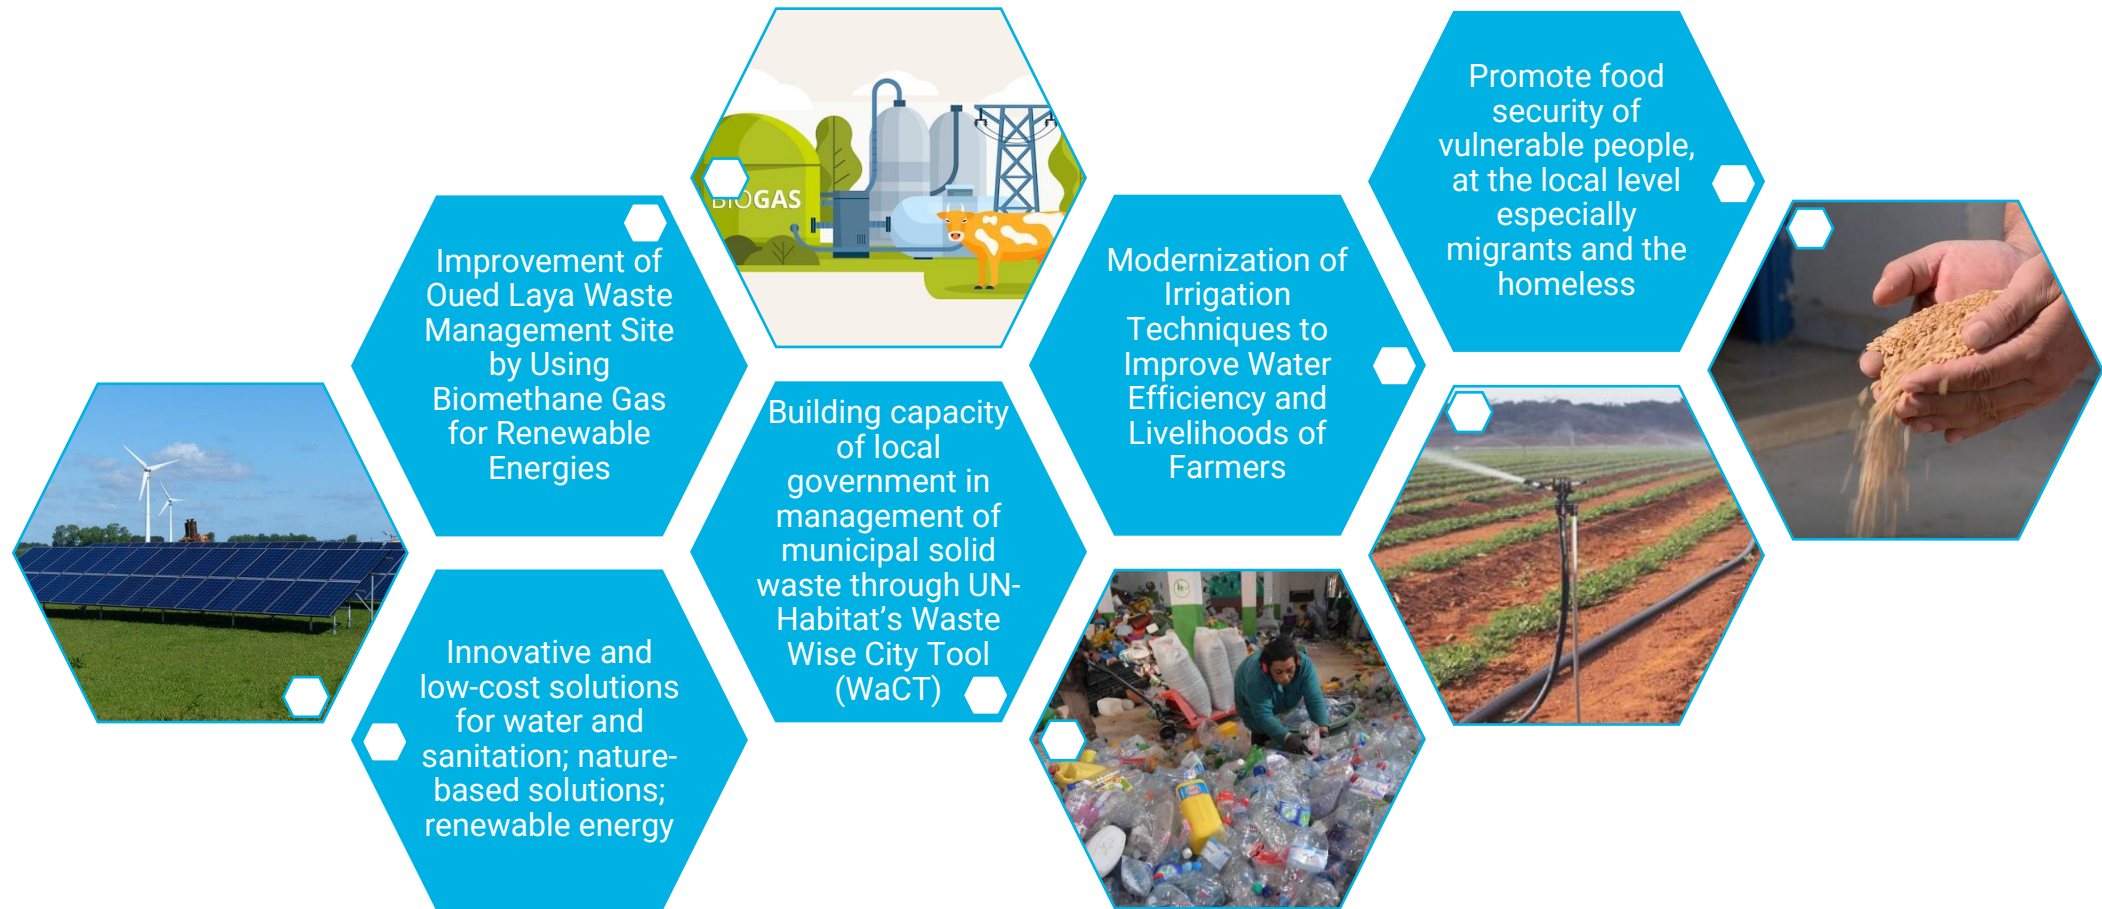 Improvement of
Oued Laya Waste
Management Site
by Using
Biomethane Gas
for Renewable
Energies
Innovative and
low-cost solutions
for water and
sanitation; nature-
based solutions;
renewable energy
BIOGAS
Building capacity
of local
government in
management of
municipal solid
waste through UN-
Habitat’s Waste
Wise City Tool
(WaCT)
Modernization of
Irrigation
Techniques to
Improve Water
Efficiency and
Livelihoods of
Farmers
Promote food
security of
vulnerable people,
at the local level
especially
migrants and the
homeless